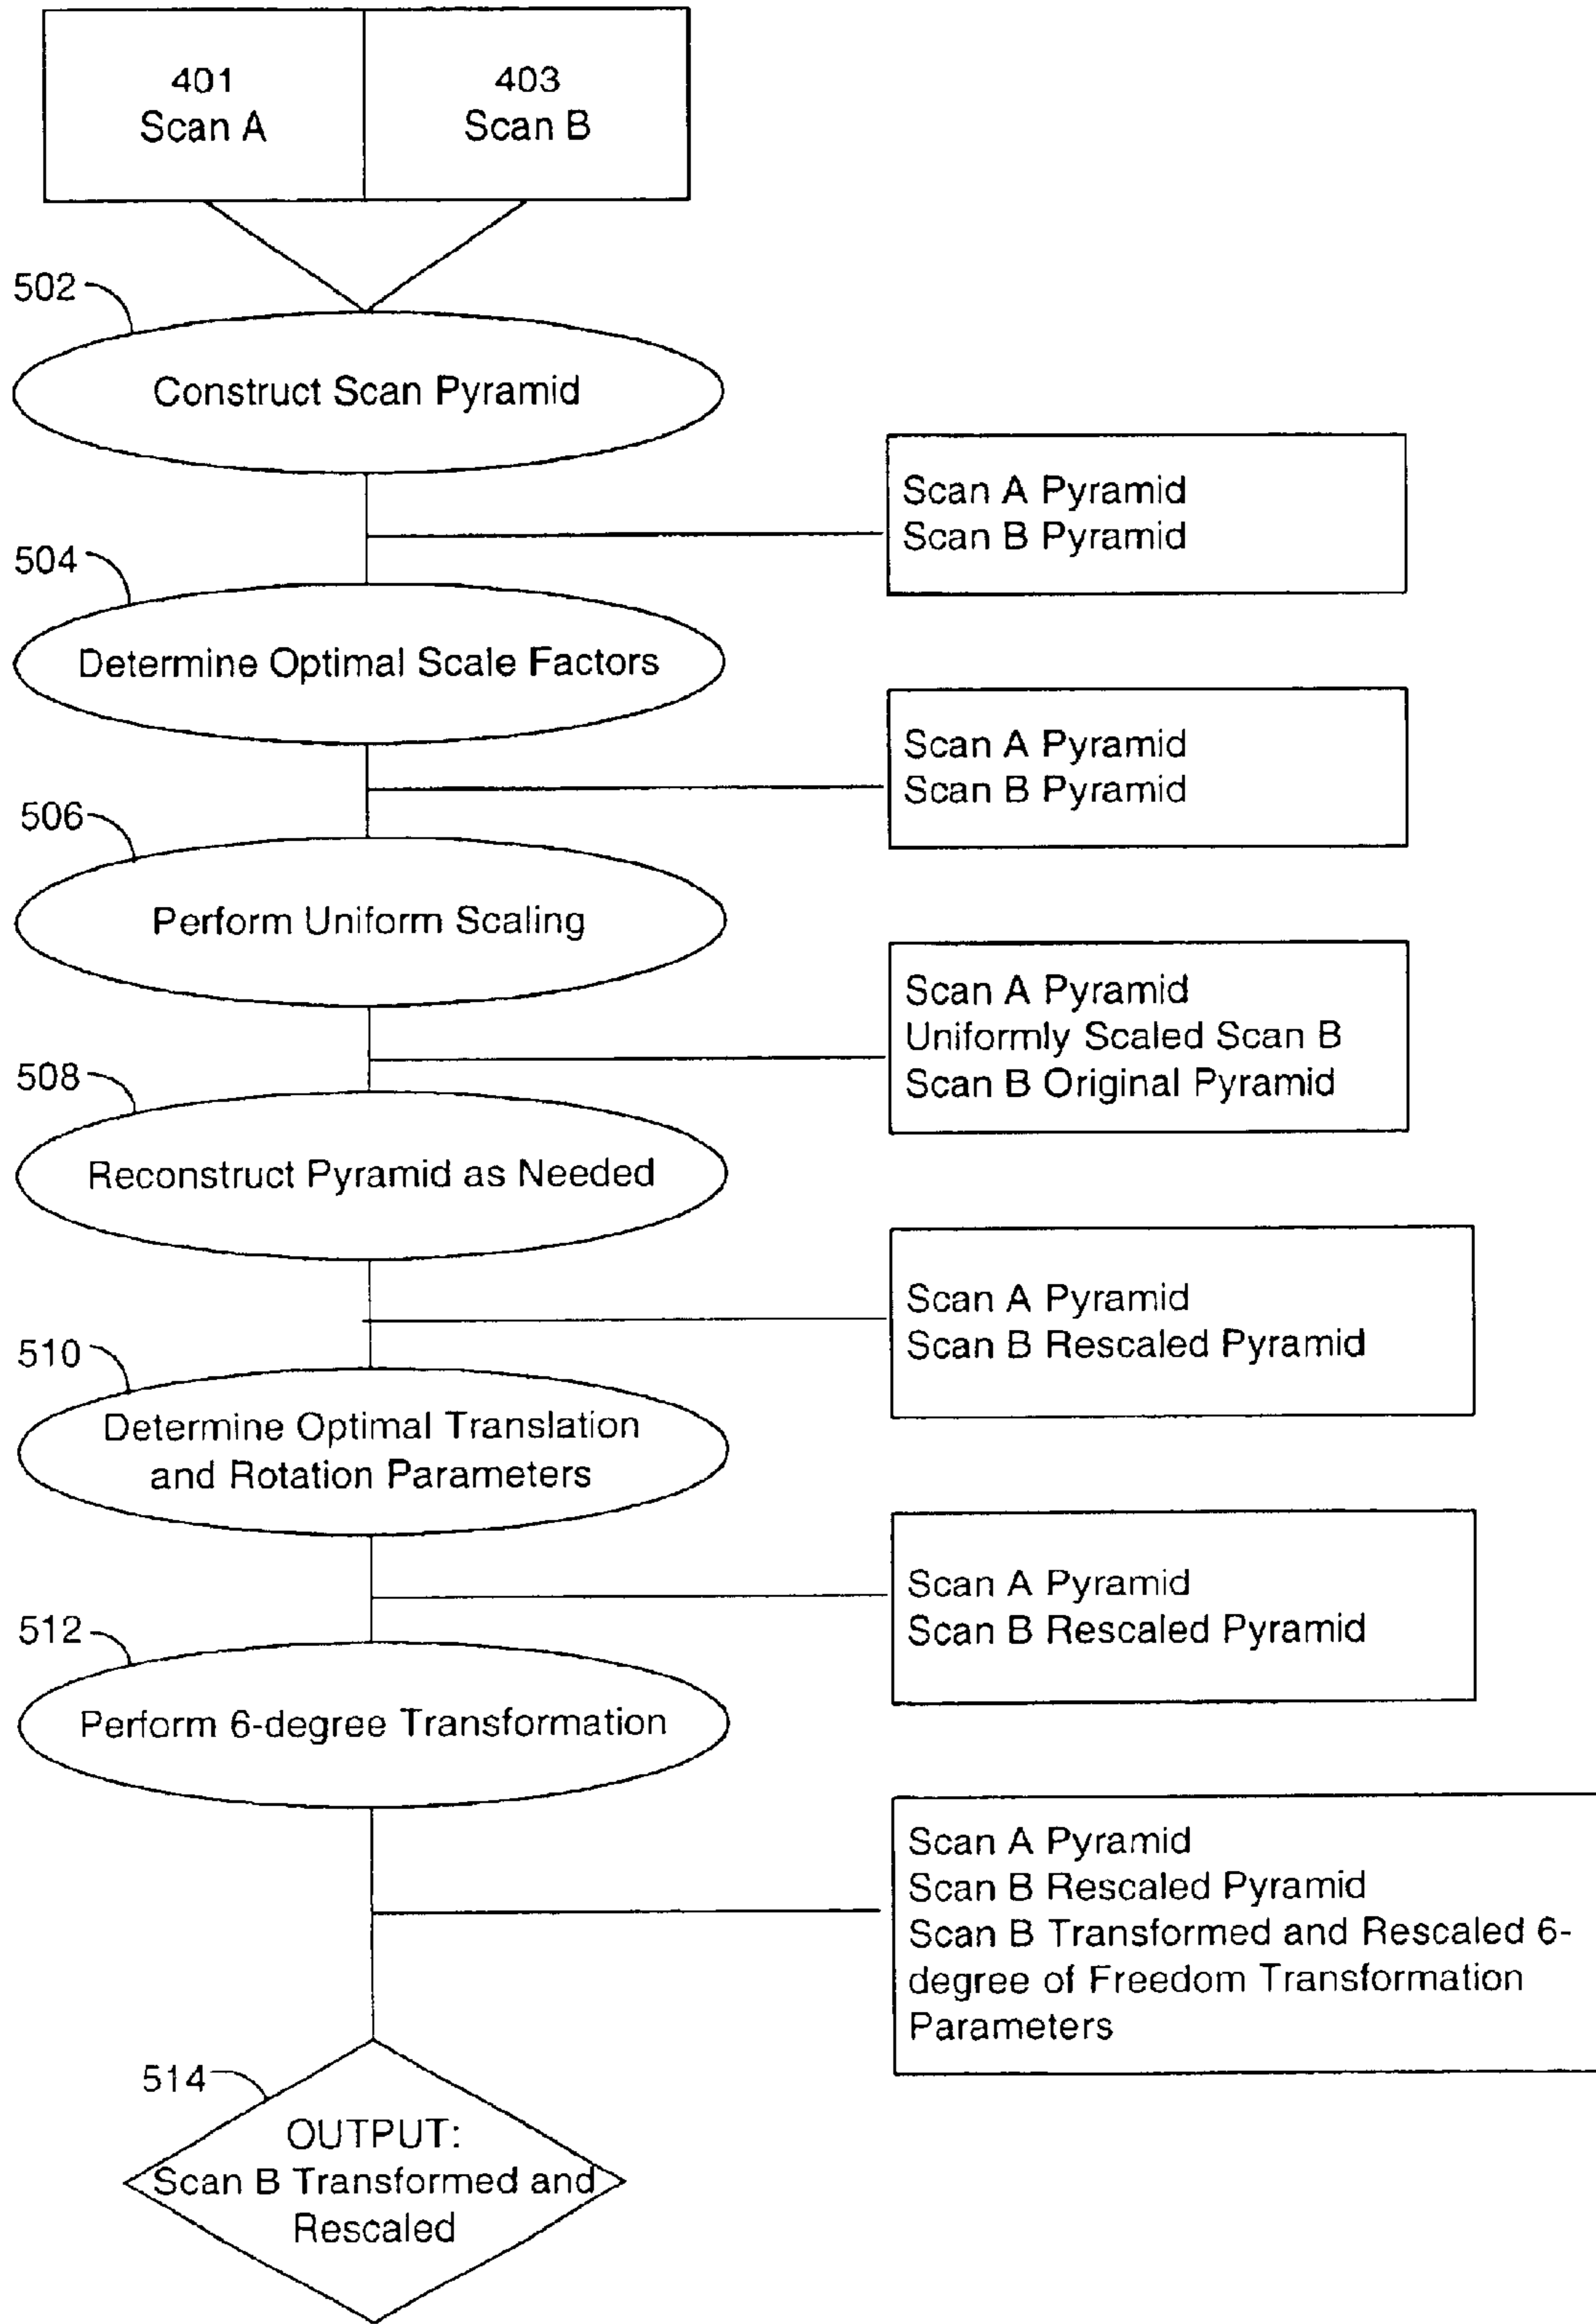 401
Scan A
403
Scan B
502
Construct Scan Pyramid
Scan A Pyramid
Scan B Pyramid
504
Determine Optimal Scale Factors
Scan A Pyramid
Scan B Pyramid
506
Perform Uniform Scaling
Scan A Pyramid
Uniformly Scaled Scan B
Scan B Original Pyramid
508
Reconstruct Pyramid as Needed
Scan A Pyramid
Scan B Rescaled Pyramid
510
Determine Optimal Translation
and Rotation Parameters
Scan A Pyramid
Scan B Rescaled Pyramid
512
Perform 6-degree Transformation
Scan A Pyramid
Scan B Rescaled Pyramid
Scan B Transformed and Rescaled 6-
degree of Freedom Transformation
Parameters
514
OUTPUT:
Scan B Transformed and
Rescaled